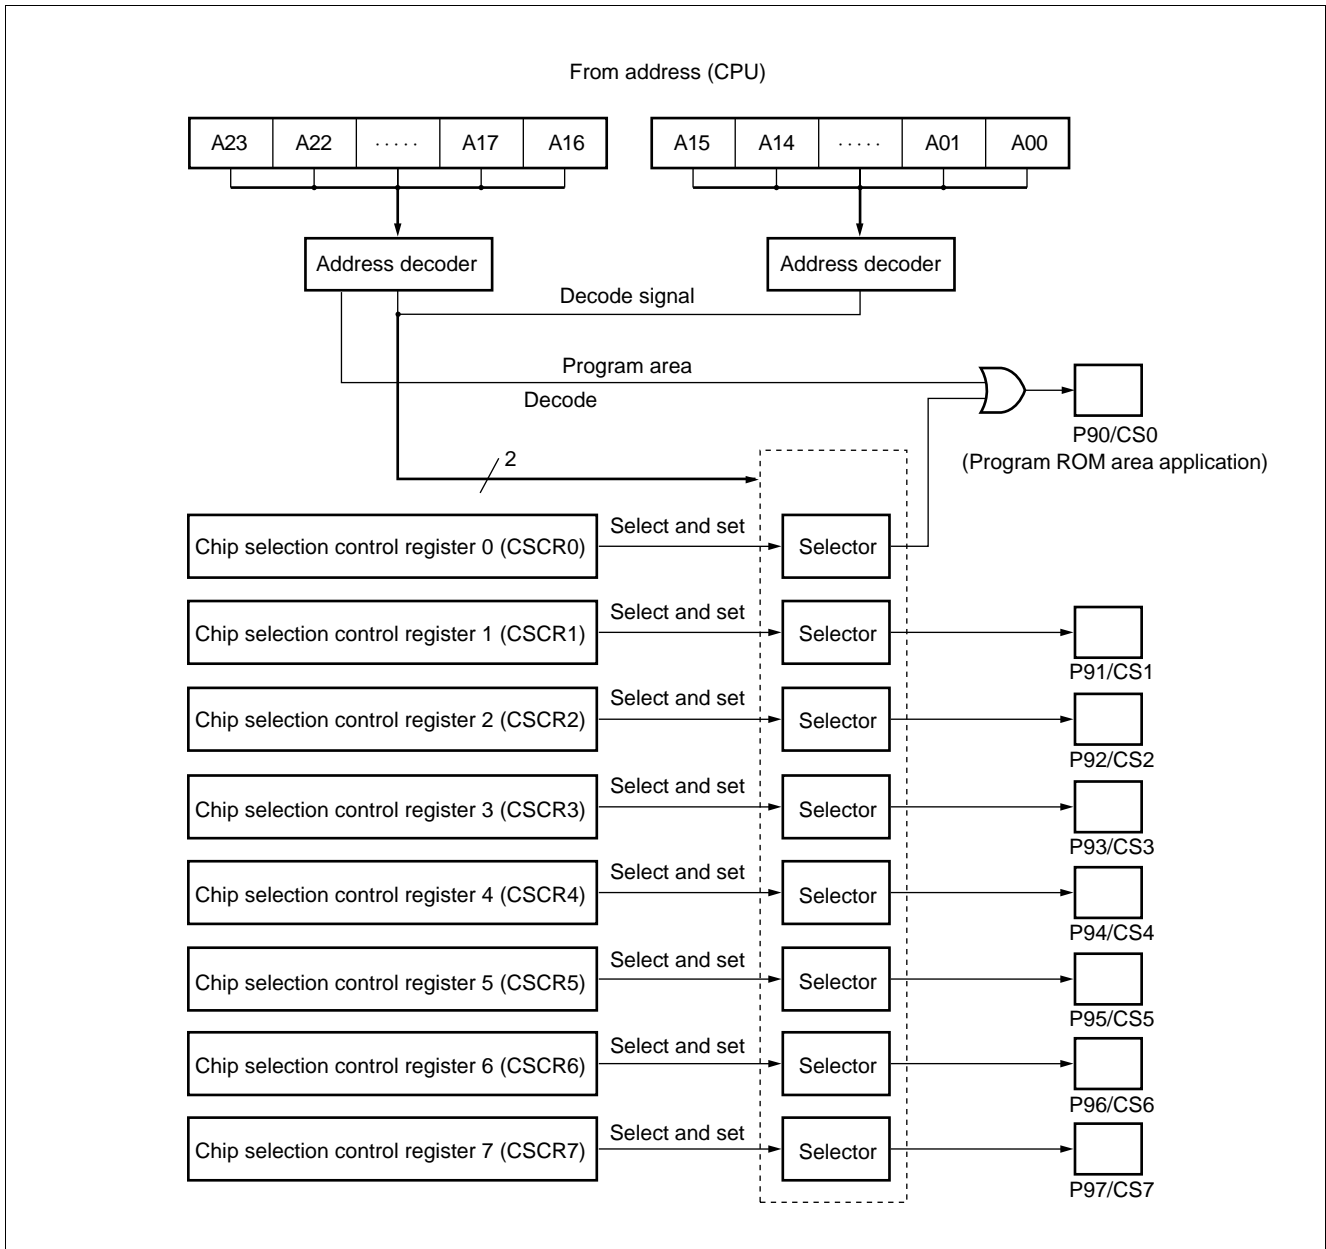 From address (CPU)
A23 A22 ····· A17 A16 A15 A14 ····· A01 A00
Address decoder Address decoder
Decode signal
Program area
Decode
P90/CS0
(Program ROM area application)
2
Select and set
Chip selection control register 0 (CSCR0) Selector
Select and set
Chip selection control register 1 (CSCR1) Selector
P91/CS1
Select and set
Chip selection control register 2 (CSCR2) Selector
P92/CS2
Select and set
Chip selection control register 3 (CSCR3) Selector
P93/CS3
Select and set
Chip selection control register 4 (CSCR4) Selector
P94/CS4
Select and set
Chip selection control register 5 (CSCR5) Selector
P95/CS5
Select and set
Chip selection control register 6 (CSCR6) Selector
P96/CS6
Select and set
Chip selection control register 7 (CSCR7) Selector
P97/CS7